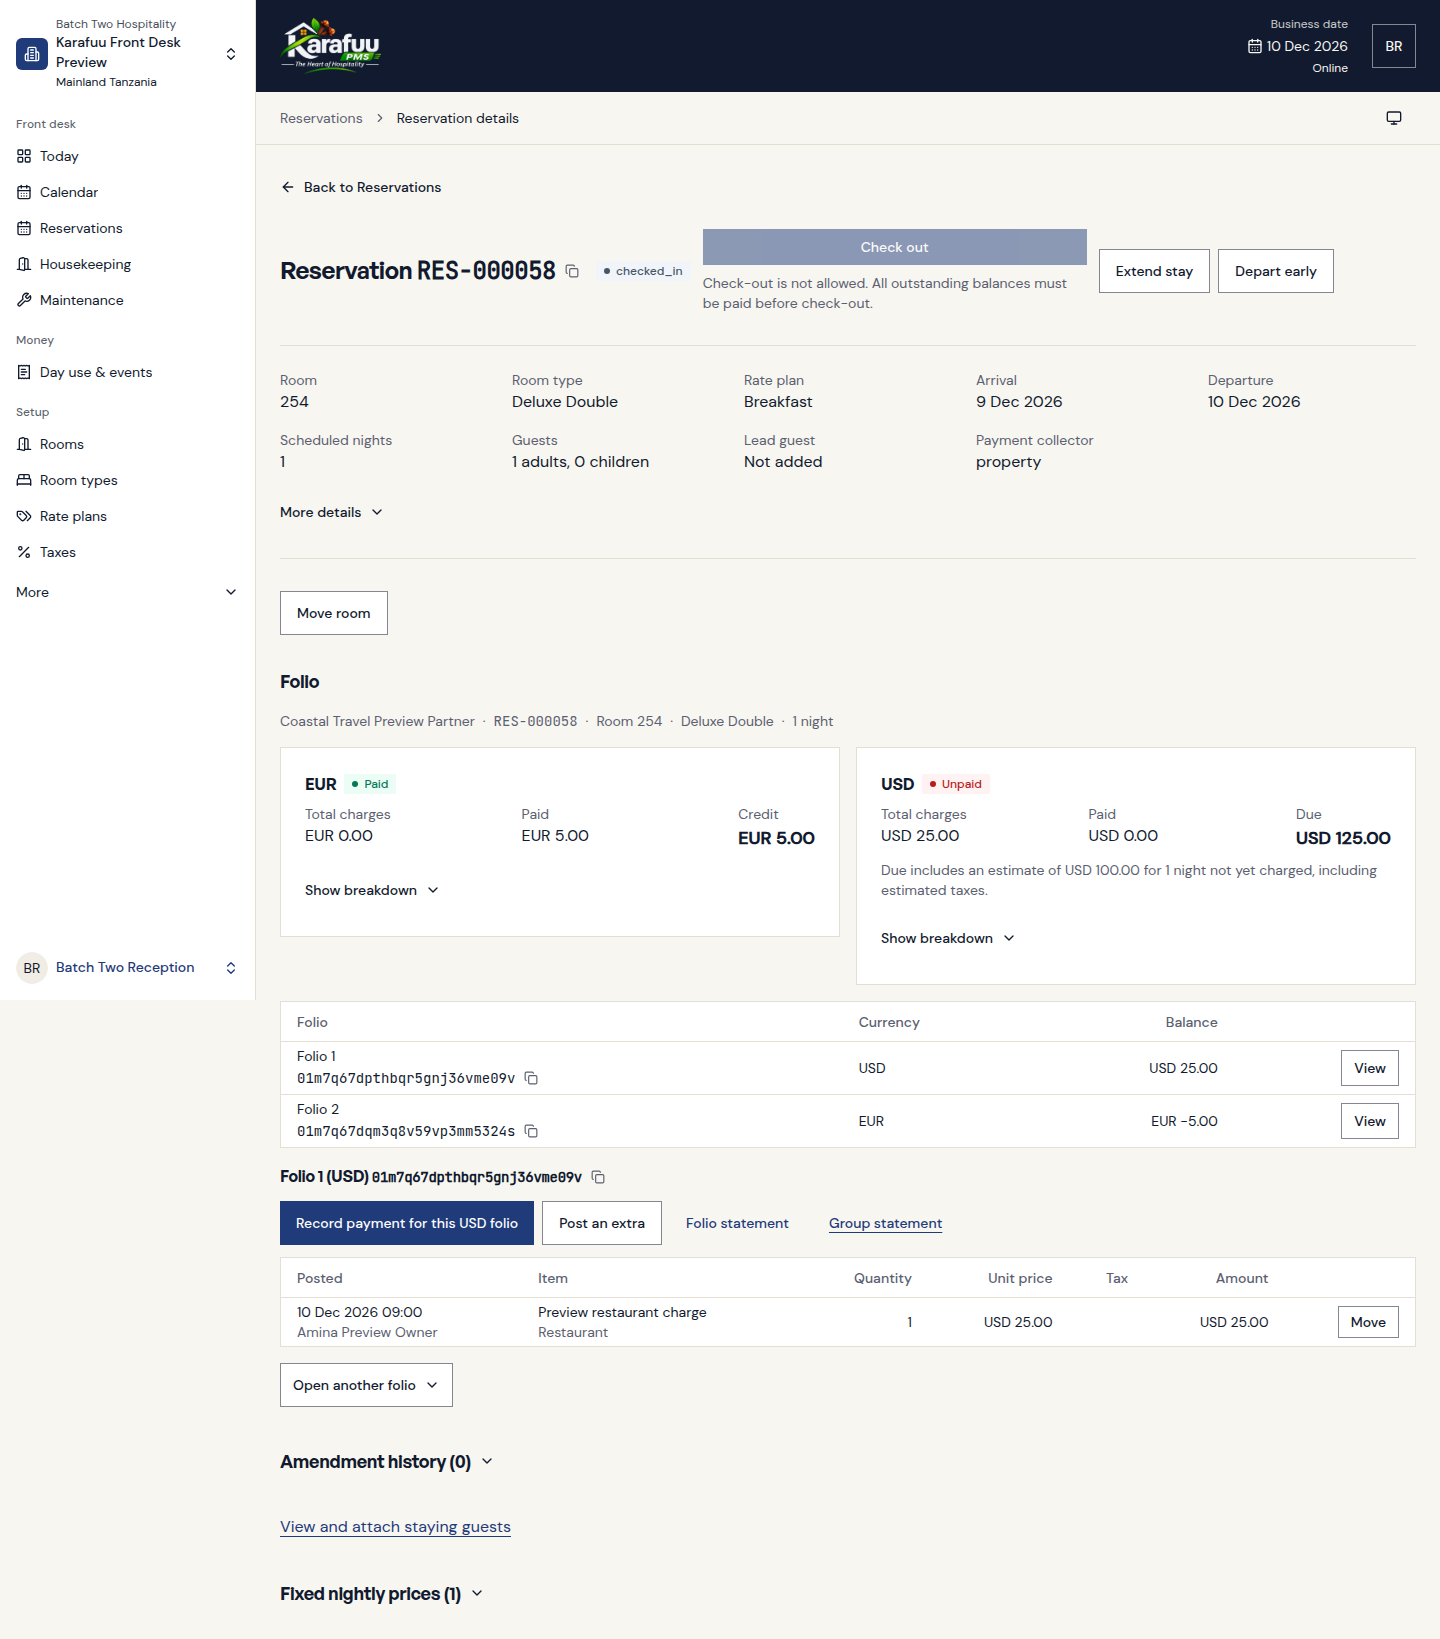 Batch Two Hospitality
Karafuu Front Desk
Preview
Mainland Tanzania
Front desk
Today
Calendar
Reservations
Housekeeping
Maintenance
Money
Day use & events
Setup
Rooms
Room types
Rate plans
Taxes
More
BR
Batch Two Reception
Karafuu
PMS
The Heart of Hospitality
Business date
10 Dec 2026
Online
BR
Reservations
Reservation details
Back to Reservations
Reservation RES-000058
checked_in
Check out
Check-out is not allowed. All outstanding balances must
be paid before check-out.
Extend stay
Depart early
Room
Room type
Rate plan
Arrival
Departure
254
Deluxe Double
Breakfast
9 Dec 2026
10 Dec 2026
Scheduled nights
Guests
Lead guest
Payment collector
1
1 adults, 0 children
Not added
property
More details
Move room
Folio
Coastal Travel Preview Partner · RES-000058 · Room 254 · Deluxe Double · 1 night
EUR
Paid
Total charges
Paid
Credit
EUR 0.00
EUR 5.00
EUR 5.00
Show breakdown
USD
Unpaid
Total charges
Paid
Due
USD 25.00
USD 0.00
USD 125.00
Due includes an estimate of USD 100.00 for 1 night not yet charged, including
estimated taxes.
Show breakdown
Folio
Currency
Balance
Folio 1
01m7q67dpthbqr5gnj36vme09v
USD
USD 25.00
View
Folio 2
01m7q67dqm3q8v59vp3mm5324s
EUR
EUR -5.00
View
Folio 1 (USD) 01m7q67dpthbqr5gnj36vme09v
Record payment for this USD folio
Post an extra
Folio statement
Group statement
Posted
Item
Quantity
Unit price
Tax
Amount
10 Dec 2026 09:00
Amina Preview Owner
Preview restaurant charge
Restaurant
1
USD 25.00
USD 25.00
Move
Open another folio
Amendment history (0)
View and attach staying guests
Fixed nightly prices (1)